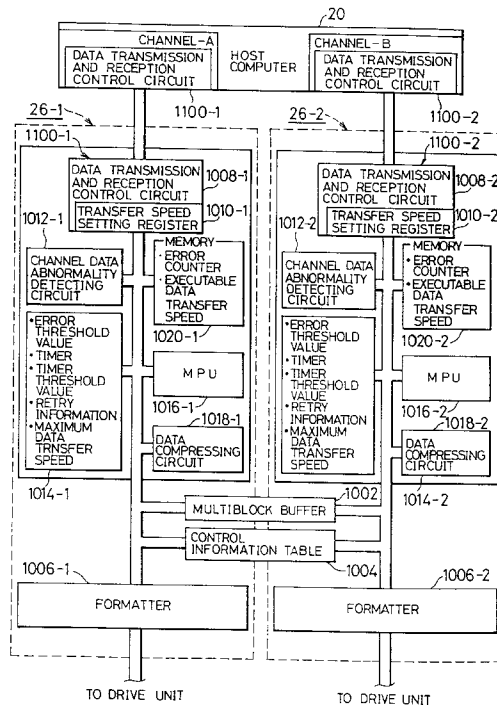 20
CHANNEL-A
DATA TRANSMISSION
AND RECEPTION
CONTROL CIRCUIT
HOST
COMPUTER
CHANNEL-B
DATA TRANSMISSION
AND RECEPTION
CONTROL CIRCUIT
1100-1
1100-2
26-1
26-2
1100-1
DATA TRANSMISSION
AND RECEPTION
CONTROL CIRCUIT
1008-1
TRANSFER SPEED
SETTING REGISTER
1010-1
1012-1
CHANNEL DATA
ABNORMALITY
DETECTING
CIRCUIT
MEMORY
• ERROR
COUNTER
• EXECUTABLE
DATA
TRANSFER
SPEED
1020-1
• ERROR
THRESHOLD
VALUE
• TIMER
• TIMER
THRESHOLD
VALUE
• RETRY
INFORMATION
• MAXIMUM
DATA
TRNSFER
SPEED
1014-1
MPU
1016-1
1018-1
DATA
COMPRESSING
CIRCUIT
1100-2
DATA TRANSMISSION
AND RECEPTION
CONTROL CIRCUIT
1008-2
TRANSFER SPEED
SETTING REGISTER
1010-2
1012-2
CHANNEL DATA
ABNORMALITY
DETECTING
CIRCUIT
MEMORY
• ERROR
COUNTER
• EXECUTABLE
DATA
TRANSFER
SPEED
1020-2
• ERROR
THRESHOLD
VALUE
• TIMER
• TIMER
THRESHOLD
VALUE
• RETRY
INFORMATION
• MAXIMUM
DATA
TRANSFER
SPEED
MPU
1016-2
1018-2
DATA
COMPRESSING
CIRCUIT
1014-2
1002
MULTIBLOCK BUFFER
CONTROL
INFORMATION TABLE
1004
1006-1
FORMATTER
1006-2
FORMATTER
TO DRIVE UNIT
TO DRIVE UNIT